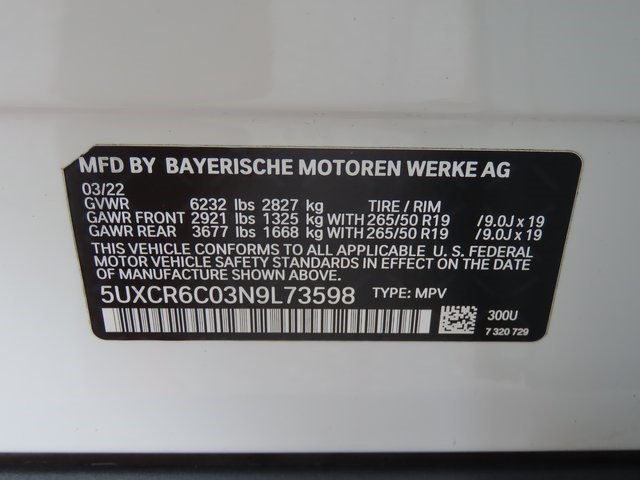 MFD BY BAYERISCHE MOTOREN WERKE AG
03/22
GVWR 6232 lbs 2827 kg TIRE / RIM
GAWR FRONT 2921 lbs 1325 kg WITH 265/50 R19 /9.0J x 19
GAWR REAR 3677 lbs 1668 kg WITH 265/50 R19 /9.0J x 19
THIS VEHICLE CONFORMS TO ALL APPLICABLE U. S. FEDERAL
MOTOR VEHICLE SAFETY STANDARDS IN EFFECT ON THE DATE
OF MANUFACTURE SHOWN ABOVE.
5UXCR6C03N9L73598 TYPE: MPV
300U
7 320 729